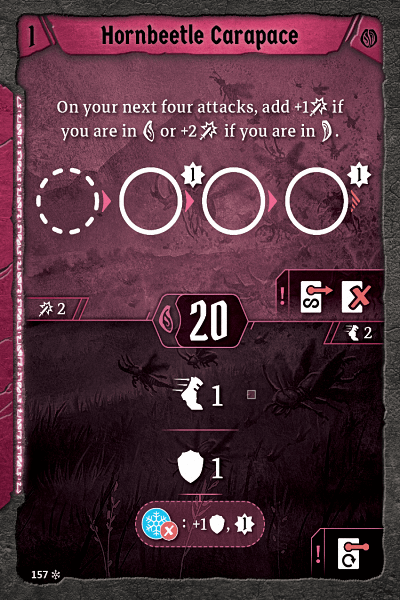 1
Hornbeetle Carapace
On your next four attacks, add +1 if
you are in or +2 if you are in .
1
1
! 
2
20
2
1
1
: +1 , 1
!
157